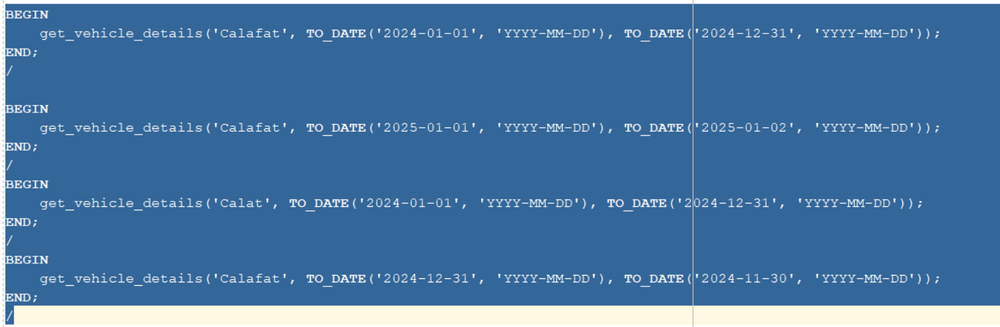 BEGIN
    get_vehicle_details('Calafat', TO_DATE('2024-01-01', 'YYYY-MM-DD'), TO_DATE('2024-12-31', 'YYYY-MM-DD'));
END;
/

BEGIN
    get_vehicle_details('Calafat', TO_DATE('2025-01-01', 'YYYY-MM-DD'), TO_DATE('2025-01-02', 'YYYY-MM-DD'));
END;
/
BEGIN
    get_vehicle_details('Calat', TO_DATE('2024-01-01', 'YYYY-MM-DD'), TO_DATE('2024-12-31', 'YYYY-MM-DD'));
END;
/
BEGIN
    get_vehicle_details('Calafat', TO_DATE('2024-12-31', 'YYYY-MM-DD'), TO_DATE('2024-11-30', 'YYYY-MM-DD'));
END;
/